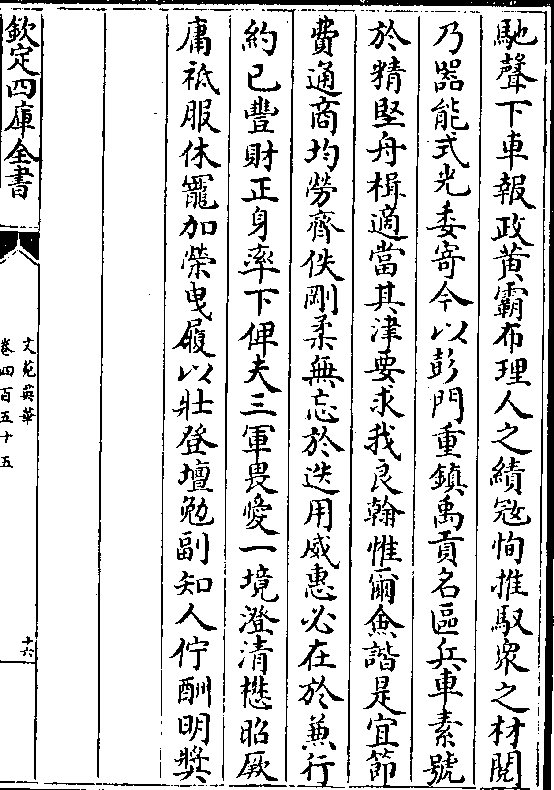 馳聲下車報政黄霸布理人之績冦恂推馭衆之材閱
乃器能式光委寄今以彭門重鎮禹貢名區兵車素號
於精堅舟楫適當其津要求我良翰惟爾僉諧是宜節
費通商均勞齊佚剛柔無忘於迭用威惠必在於兼行
約已豐財正身率下俾夫三軍畏愛一境澄清懋昭厥
庸袛服休寵加榮曳履以壯登壇勉副知人佇酬明奬
欽定四庫全書
文苑英華
卷四百五十五
十六